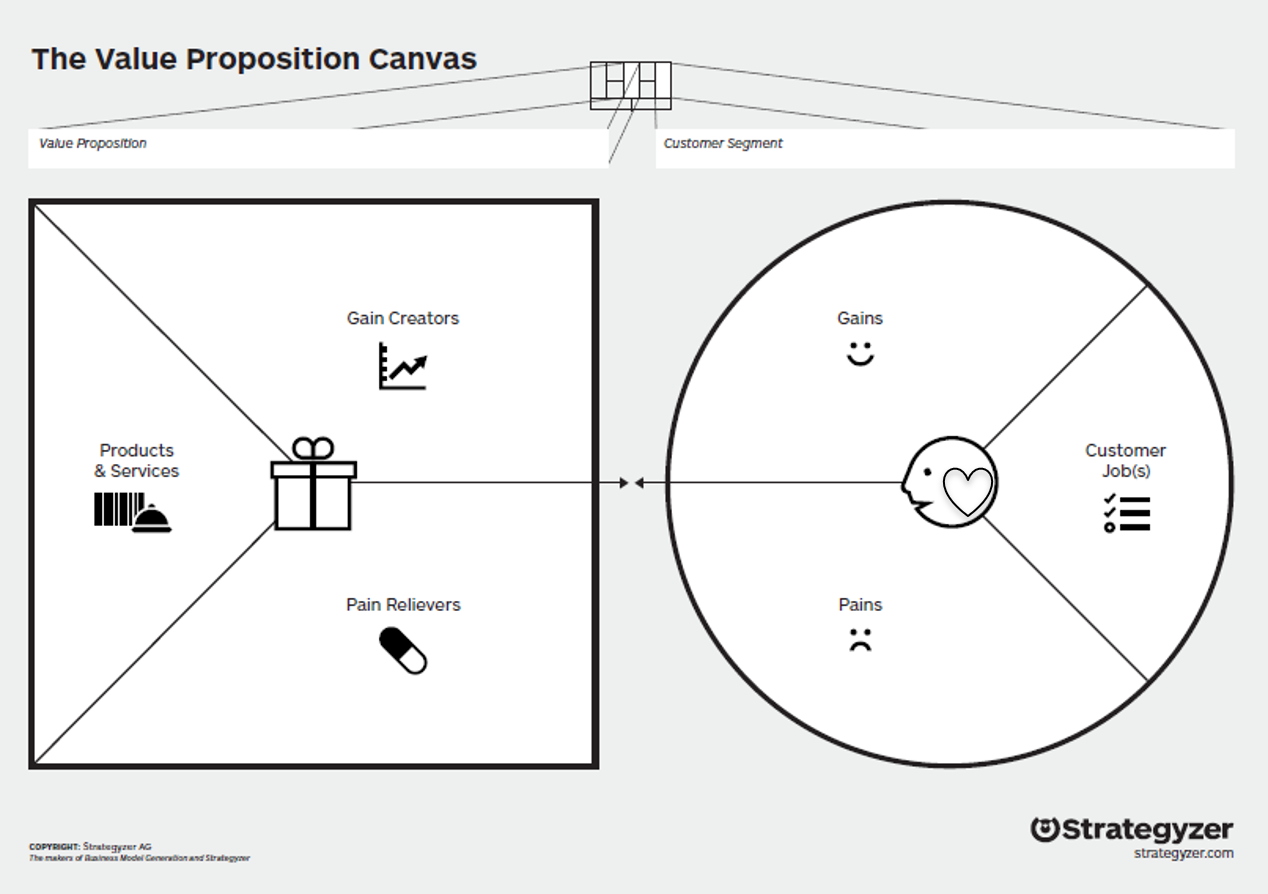 The Value Proposition Canvas
Value Proposition
Customer Segment
Gain Creators
Gains
Products
& Services
Customer
Job(s)
Pain Relievers
Pains
COPYRIGHT: Strategyzer AG
The makers of Business Model Generation and Strategyzer
Strategyzer
strategyzer.com